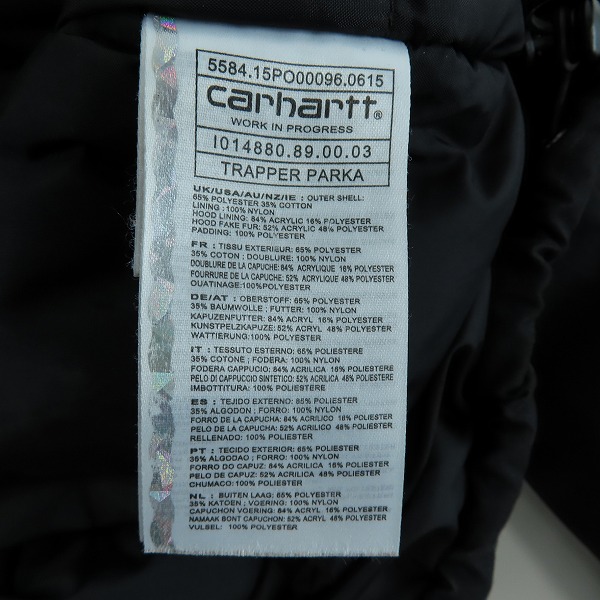 5584.15PO00096.0615
carhartt®
WORK IN PROGRESS
I014880.89.00.03
TRAPPER PARKA
UK/USA/AU/NZ/IE : OUTER SHELL:
65% POLYESTER 35% COTTON
LINING : 100% NYLON
HOOD LINING: 84% ACRYLIC 16% POLYESTER
HOOD FAKE FUR: 52% ACRYLIC 48% POLYESTER
PADDING: 100% POLYESTER
FR : TISSU EXTERIEUR: 65% POLYESTER
35% COTON ; DOUBLURE: 100% NYLON
DOUBLURE DE LA CAPUCHE: 84% ACRYLIQUE 16% POLYESTER
FOURRURE DE LA CAPUCHE: 52% ACRYLIQUE 48% POLYESTER
OUATINAGE:100%POLYESTER
DE/AT : OBERSTOFF: 65% POLYESTER
35% BAUMWOLLE ; FUTTER: 100% NYLON
KAPUZENFUTTER: 84% ACRYL 16% POLYESTER
KUNSTPELZKAPUZE: 52% ACRYL 48% POLYESTER
WATTIERUNG: 100% POLYESTER
IT : TESSUTO ESTERNO: 65% POLIESTERE
35% COTONE ; FODERA: 100% NYLON
FODERA CAPPUCIO: 84% ACRILICA 16% POLIESTERE
PELO DI CAPPUCCIO SINTETICO: 52% ACRILICA 48% POLIESTERE
IMBOTTITURA: 100% POLIESTERE
ES : TEJIDO EXTERNO: 65% POLIESTER
35% ALGODON ; FORRO: 100% NYLON
FORRO DE LA CAPUCHA: 84% ACRILICO 16% POLIESTER
PELO DE LA CAPUCHA: 52% ACRILICO 48% POLIESTER
RELLENADO: 100% POLIESTER
PT : TECIDO EXTERIOR: 65% POLIESTER
35% ALGODAO ; FORRO: 100% NYLON
FORRO DO CAPUZ: 84% ACRILICO 16% POLIESTER
PELO DE CAPUZ: 52% ACRILICO 48% POLIESTER
CHUMACO: 100% POLIESTER
NL : BUITEN LAAG: 65% POLYESTER
35% KATOEN ; VOERING: 100% NYLON
CAPUCHON VOERING: 84% ACRYL 16% POLYESTER
NAMAAK BONT CAPUCHON: 52% ACRYL 48% POLYESTER
VULSEL: 100% POLYESTER